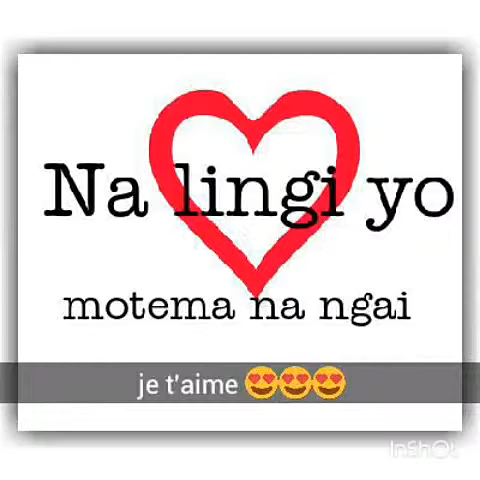 Na lingi yo
motema na ngai
je t'aime 😍😍😍
InShOt